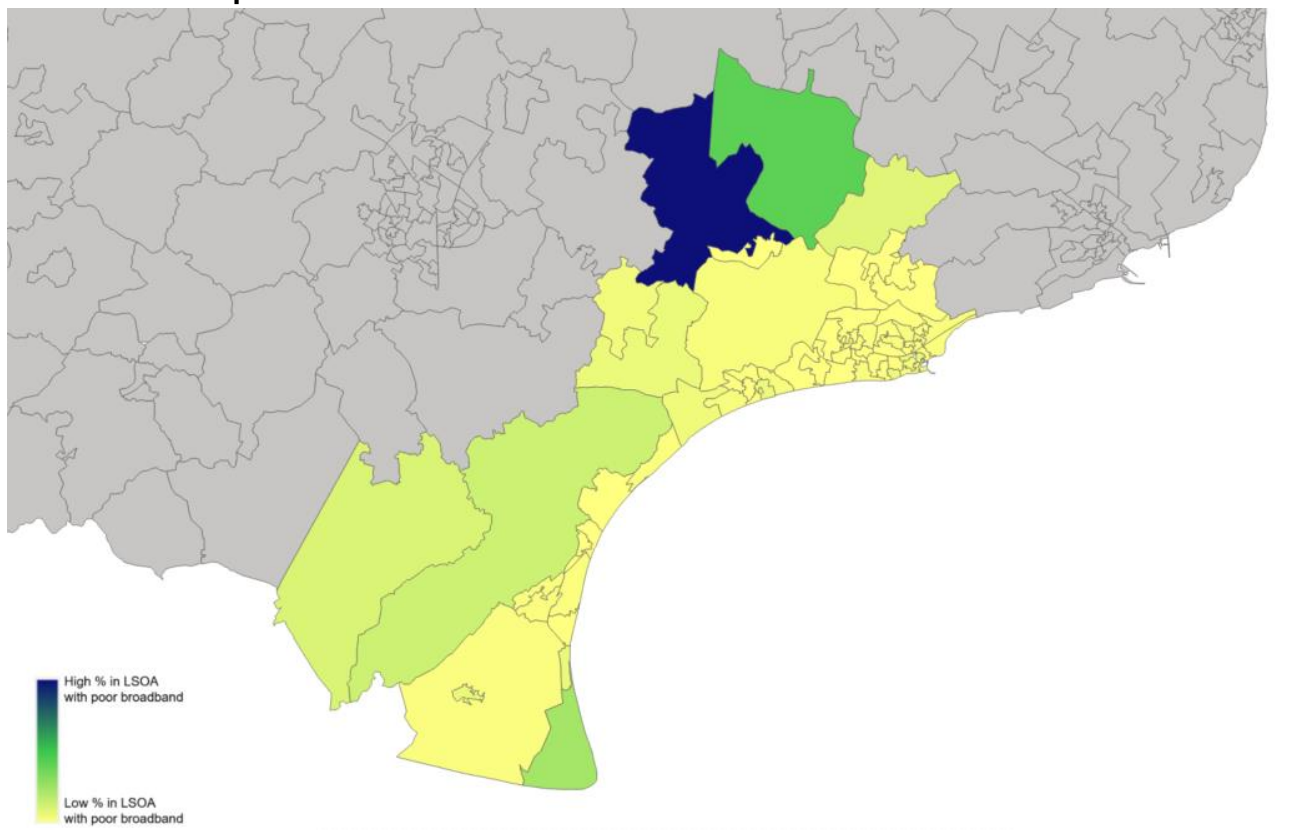 High % in LSOA
with poor broadband
Low % in LSOA
with poor broadband